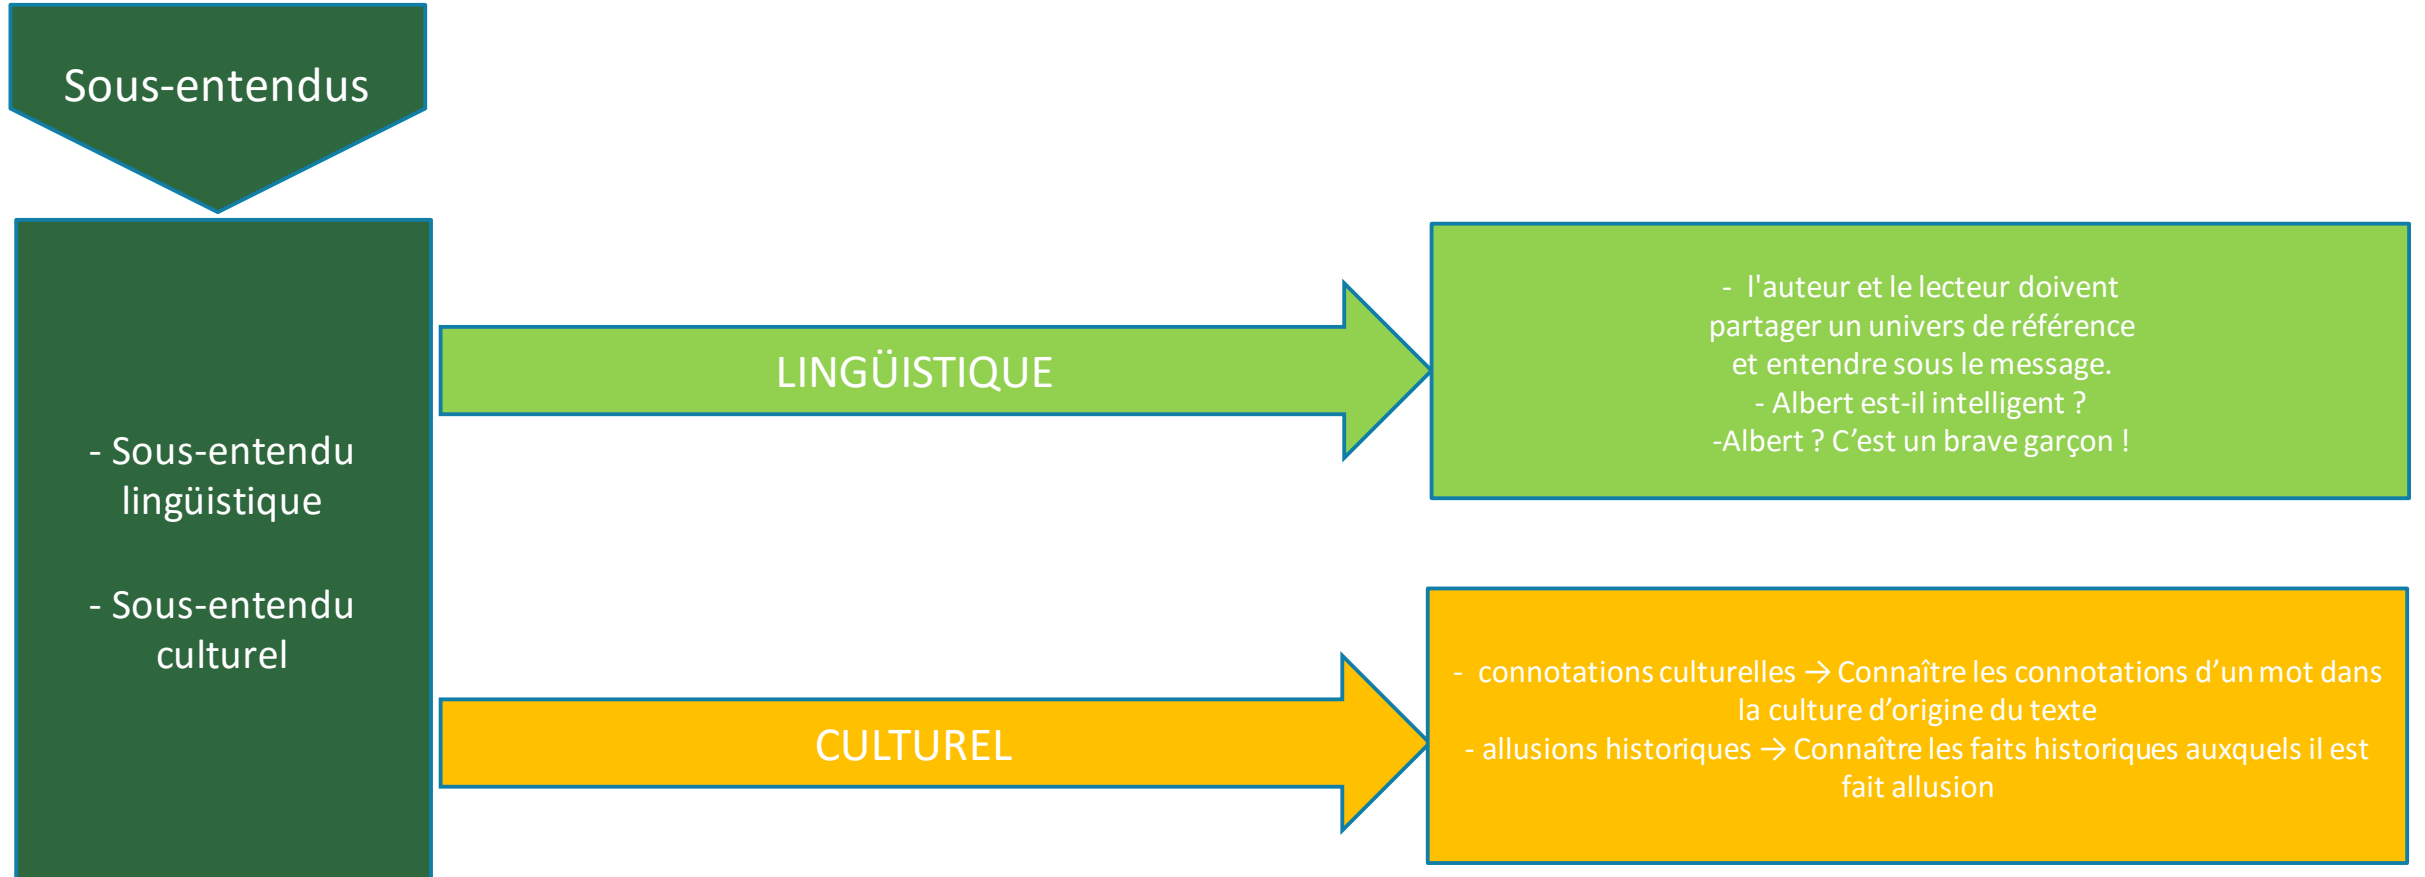 Sous-entendus
- Sous-entendu
lingüistique
- Sous-entendu
culturel
LINGÜISTIQUE
- l'auteur et le lecteur doivent
partager un univers de référence
et entendre sous le message.
- Albert est-il intelligent ?
-Albert ? C’est un brave garçon !
CULTUREL
- connotations culturelles → Connaître les connotations d’un mot dans
la culture d’origine du texte
- allusions historiques → Connaître les faits historiques auxquels il est
fait allusion